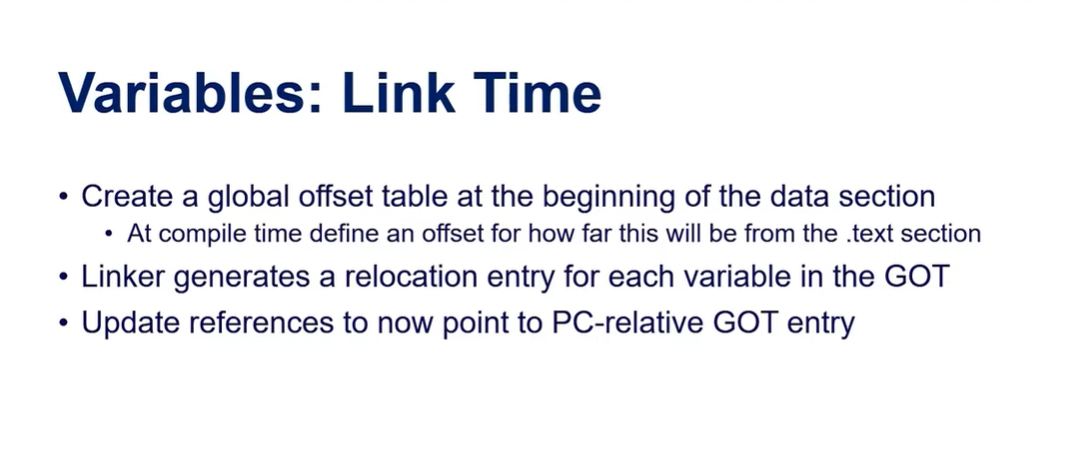 Variables: Link Time
• Create a global offset table at the beginning of the data section
• At compile time define an offset for how far this will be from the .text section
• Linker generates a relocation entry for each variable in the GOT
• Update references to now point to PC-relative GOT entry